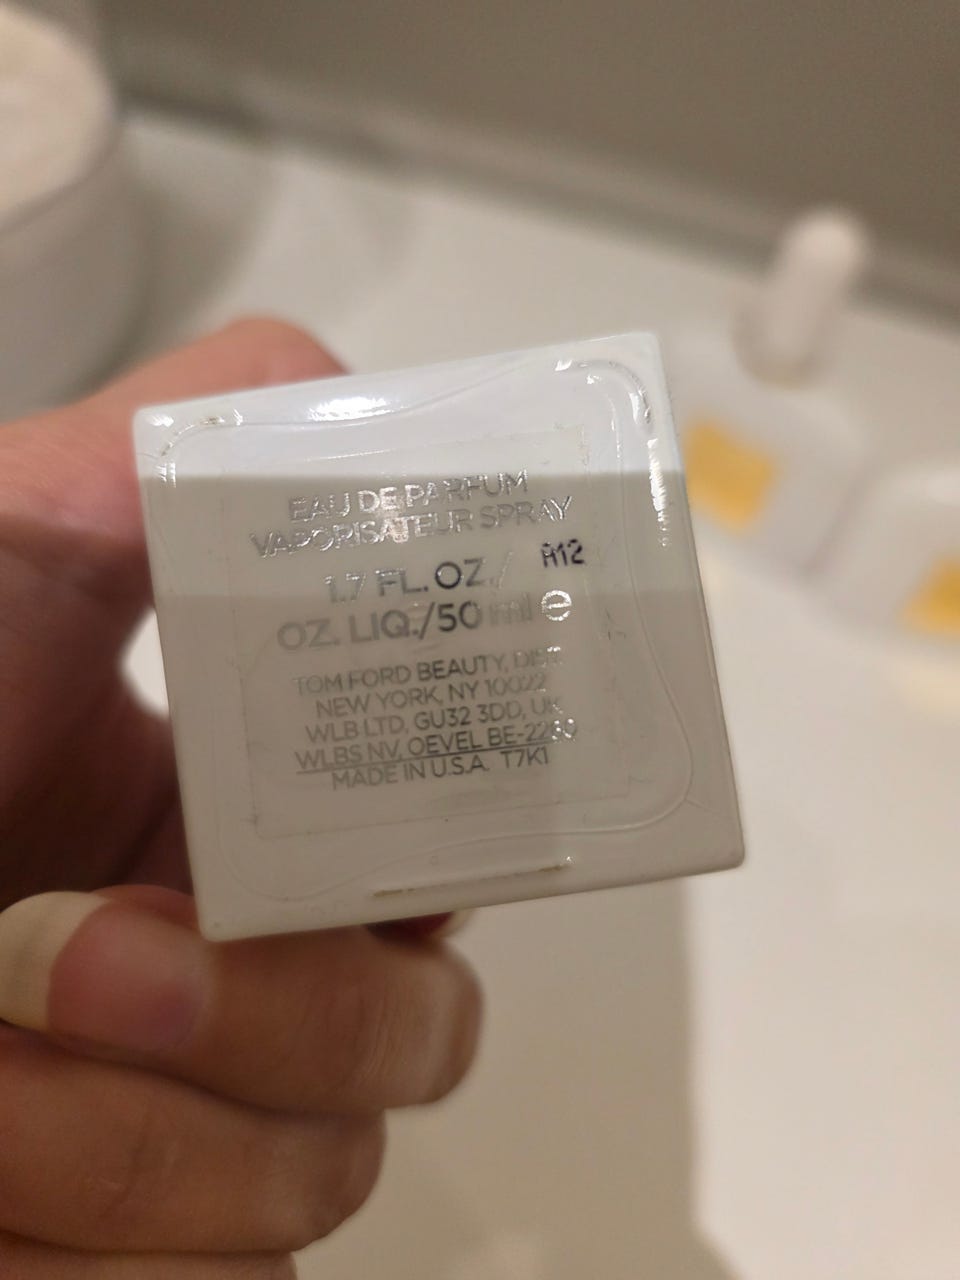 EAU DE PARFUM
VAPORISATEUR SPRAY
1.7 FL. OZ./ A12
OZ. LIQ./50 ml e
TOM FORD BEAUTY, DIST.
NEW YORK, NY 10022
WLB LTD, GU32 3DD, UK
WLBS NV, OEVEL BE-2260
MADE IN U.S.A. T7K1